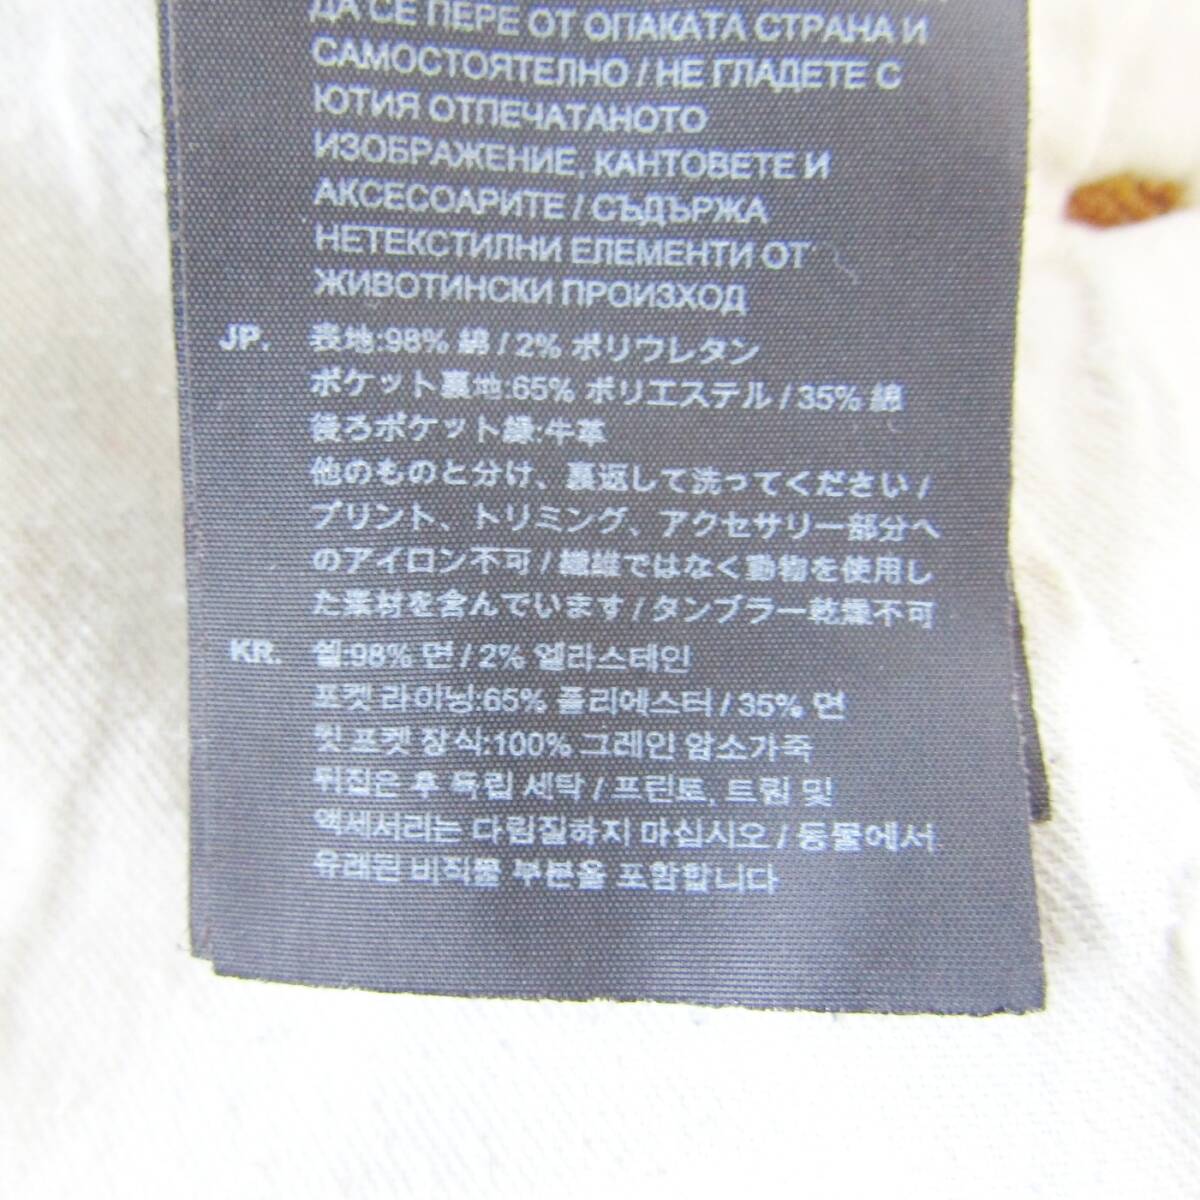 ДА СЕ ПЕРЕ ОТ ОПАКАТА СТРАНА И
САМОСТОЯТЕЛНО / НЕ ГЛАДЕТЕ С
ЮТИЯ ОТПЕЧАТАНОТО
ИЗОБРАЖЕНИЕ, КАНТОВЕТЕ И
АКСЕСОАРИТЕ / СЪДЪРЖА
НЕТЕКСТИЛНИ ЕЛЕМЕНТИ ОТ
ЖИВОТИНСКИ ПРОИЗХОД
JP. 表地:98% 綿 / 2% ポリウレタン
ポケット裏地:65% ポリエステル / 35% 綿
後ろポケット縁:牛革
他のものと分け、裏返して洗ってください /
プリント、トリミング、アクセサリー部分へ
のアイロン不可 / 繊維ではなく動物を使用し
た素材を含んでいます / タンブラー乾燥不可
KR. 쉘:98% 면 / 2% 엘라스테인
포켓 라이닝:65% 폴리에스터 / 35% 면
뒷 포켓 장식:100% 그레인 암소가죽
뒤집은 후 독립 세탁 / 프린트, 트림 및
액세서리는 다림질하지 마십시오 / 동물에서
유래된 비직물 부분을 포함합니다